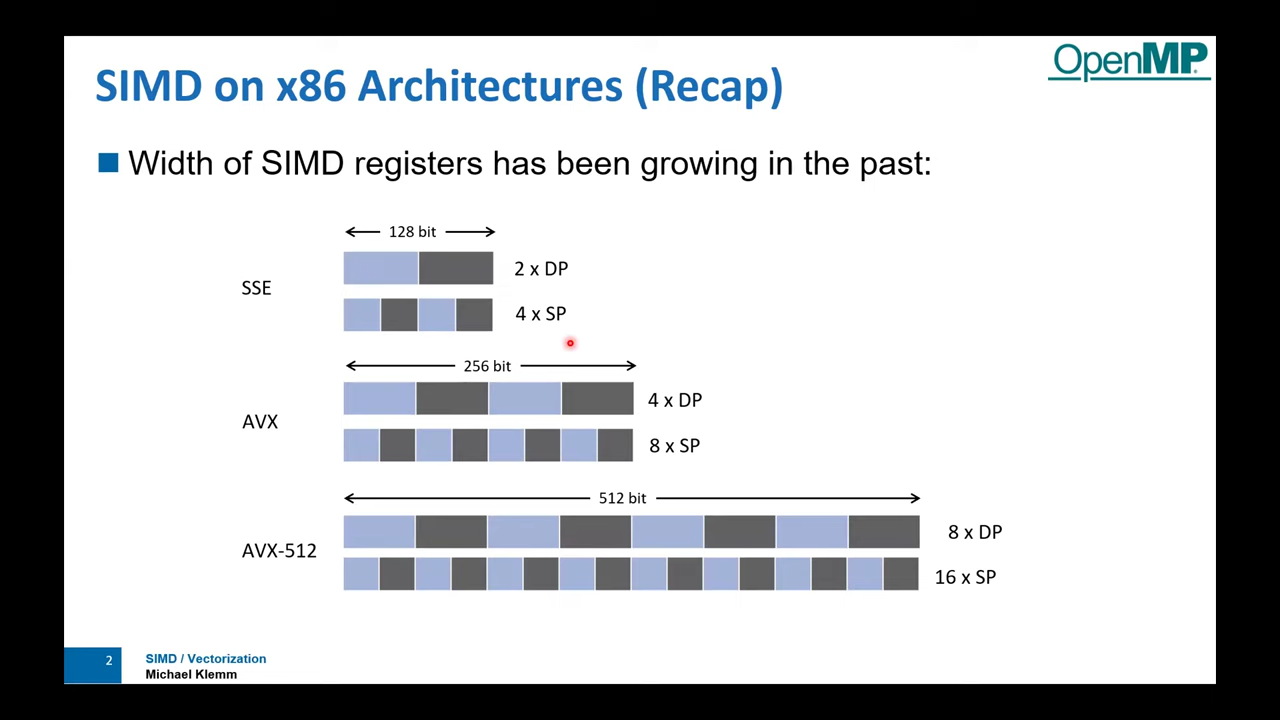 OpenMP
SIMD on x86 Architectures (Recap)
Width of SIMD registers has been growing in the past:
128 bit
SSE
2 x DP
4 x SP
256 bit
AVX
4 x DP
8 x SP
512 bit
AVX-512
8 x DP
16 x SP
2
SIMD / Vectorization
Michael Klemm